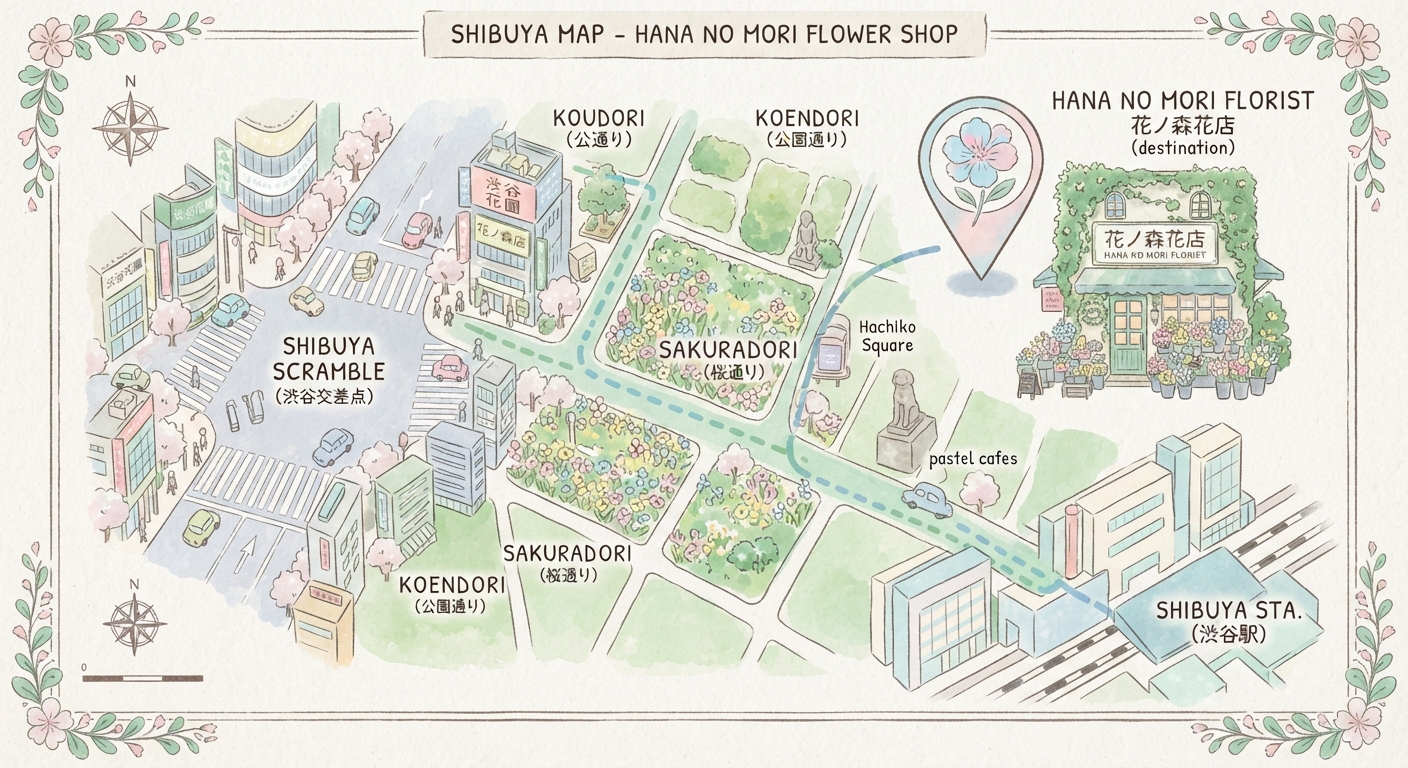 SHIBUYA MAP – HANA NO MORI FLOWER SHOP
N
KOUDORI
(公通り)
KOENDORI
(公園通り)
HANA NO MORI FLORIST
花ノ森花店
(destination)
渋谷
花園
花ノ森店
花ノ森花店
HANA NO MORI FLORIET
SHIBUYA
SCRAMBLE
(渋谷交差点)
SAKURADORI
(桜通り)
Hachiko
Square
pastel cafes
SAKURADORI
(桜通り)
KOENDORI
(公園通り)
SHIBUYA STA.
(渋谷駅)
N
0